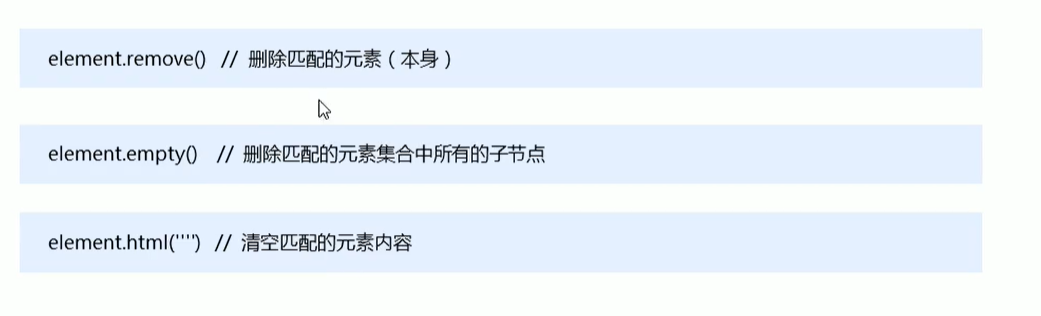 element.remove() // 删除匹配的元素（本身）
element.empty() // 删除匹配的元素集合中所有的子节点
element.html('''') // 清空匹配的元素内容